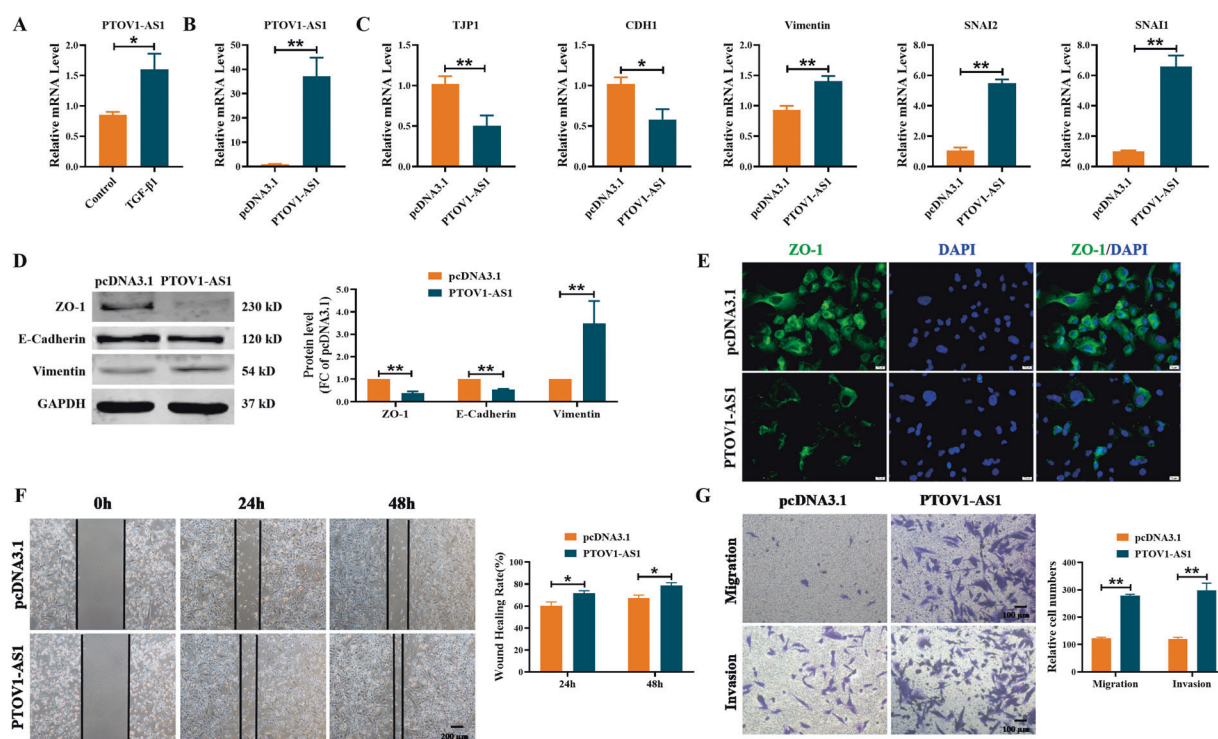 A
PTOV1-AS1
*
Relative mRNA Level
2.0
1.5
1.0
0.5
0.0
Control
TGF-β1
B
PTOV1-AS1
**
Relative mRNA Level
50
40
30
20
10
0
pcDNA3.1
PTOV1-AS1
C
TJP1
**
Relative mRNA Level
1.5
1.0
0.5
0.0
pcDNA3.1
PTOV1-AS1
CDH1
*
Relative mRNA Level
1.5
1.0
0.5
0.0
pcDNA3.1
PTOV1-AS1
Vimentin
**
Relative mRNA Level
2.0
1.5
1.0
0.5
0.0
pcDNA3.1
PTOV1-AS1
SNAI2
**
Relative mRNA Level
8.0
6.0
4.0
2.0
0.0
pcDNA3.1
PTOV1-AS1
SNAI1
**
Relative mRNA Level
8.0
6.0
4.0
2.0
0.0
pcDNA3.1
PTOV1-AS1
D
pcDNA3.1 PTOV1-AS1
ZO-1 230 kD
E-Cadherin 120 kD
Vimentin 54 kD
GAPDH 37 kD
pcDNA3.1
PTOV1-AS1
Protein level
(FC of pcDNA3.1)
5.0
4.0
3.0
2.0
1.0
0.0
** ** **
ZO-1 E-Cadherin Vimentin
E
ZO-1 DAPI ZO-1/DAPI
pcDNA3.1
PTOV1-AS1
F
0h 24h 48h
pcDNA3.1
PTOV1-AS1
200 μm
pcDNA3.1
PTOV1-AS1
Wound Healing Rate(%)
100
80
60
40
20
0
* *
24h 48h
G
pcDNA3.1 PTOV1-AS1
Migration
100 μm
Invasion
100 μm
pcDNA3.1
PTOV1-AS1
Relative cell numbers
400
300
200
100
0
** **
Migration Invasion